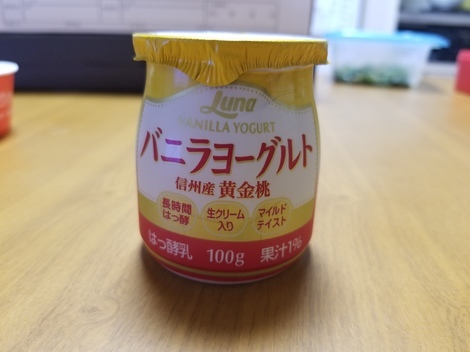 Luna
VANILLA YOGURT
バニラヨーグルト
信州産 黄金桃
長時間
はっ酵
生クリーム
入り
マイルド
テイスト
はっ酵乳 100g 果汁1%